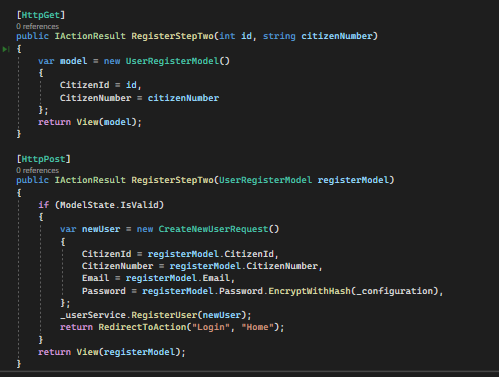 [HttpGet]
0 references
public IActionResult RegisterStepTwo(int id, string citizenNumber)
{
var model = new UserRegisterModel()
{
CitizenId = id,
CitizenNumber = citizenNumber
};
return View(model);
}
[HttpPost]
0 references
public IActionResult RegisterStepTwo(UserRegisterModel registerModel)
{
if (ModelState.IsValid)
{
var newUser = new CreateNewUserRequest()
{
CitizenId = registerModel.CitizenId,
CitizenNumber = registerModel.CitizenNumber,
Email = registerModel.Email,
Password = registerModel.Password.EncryptWithHash(_configuration),
};
_userService.RegisterUser(newUser);
return RedirectToAction("Login", "Home");
}
return View(registerModel);
}